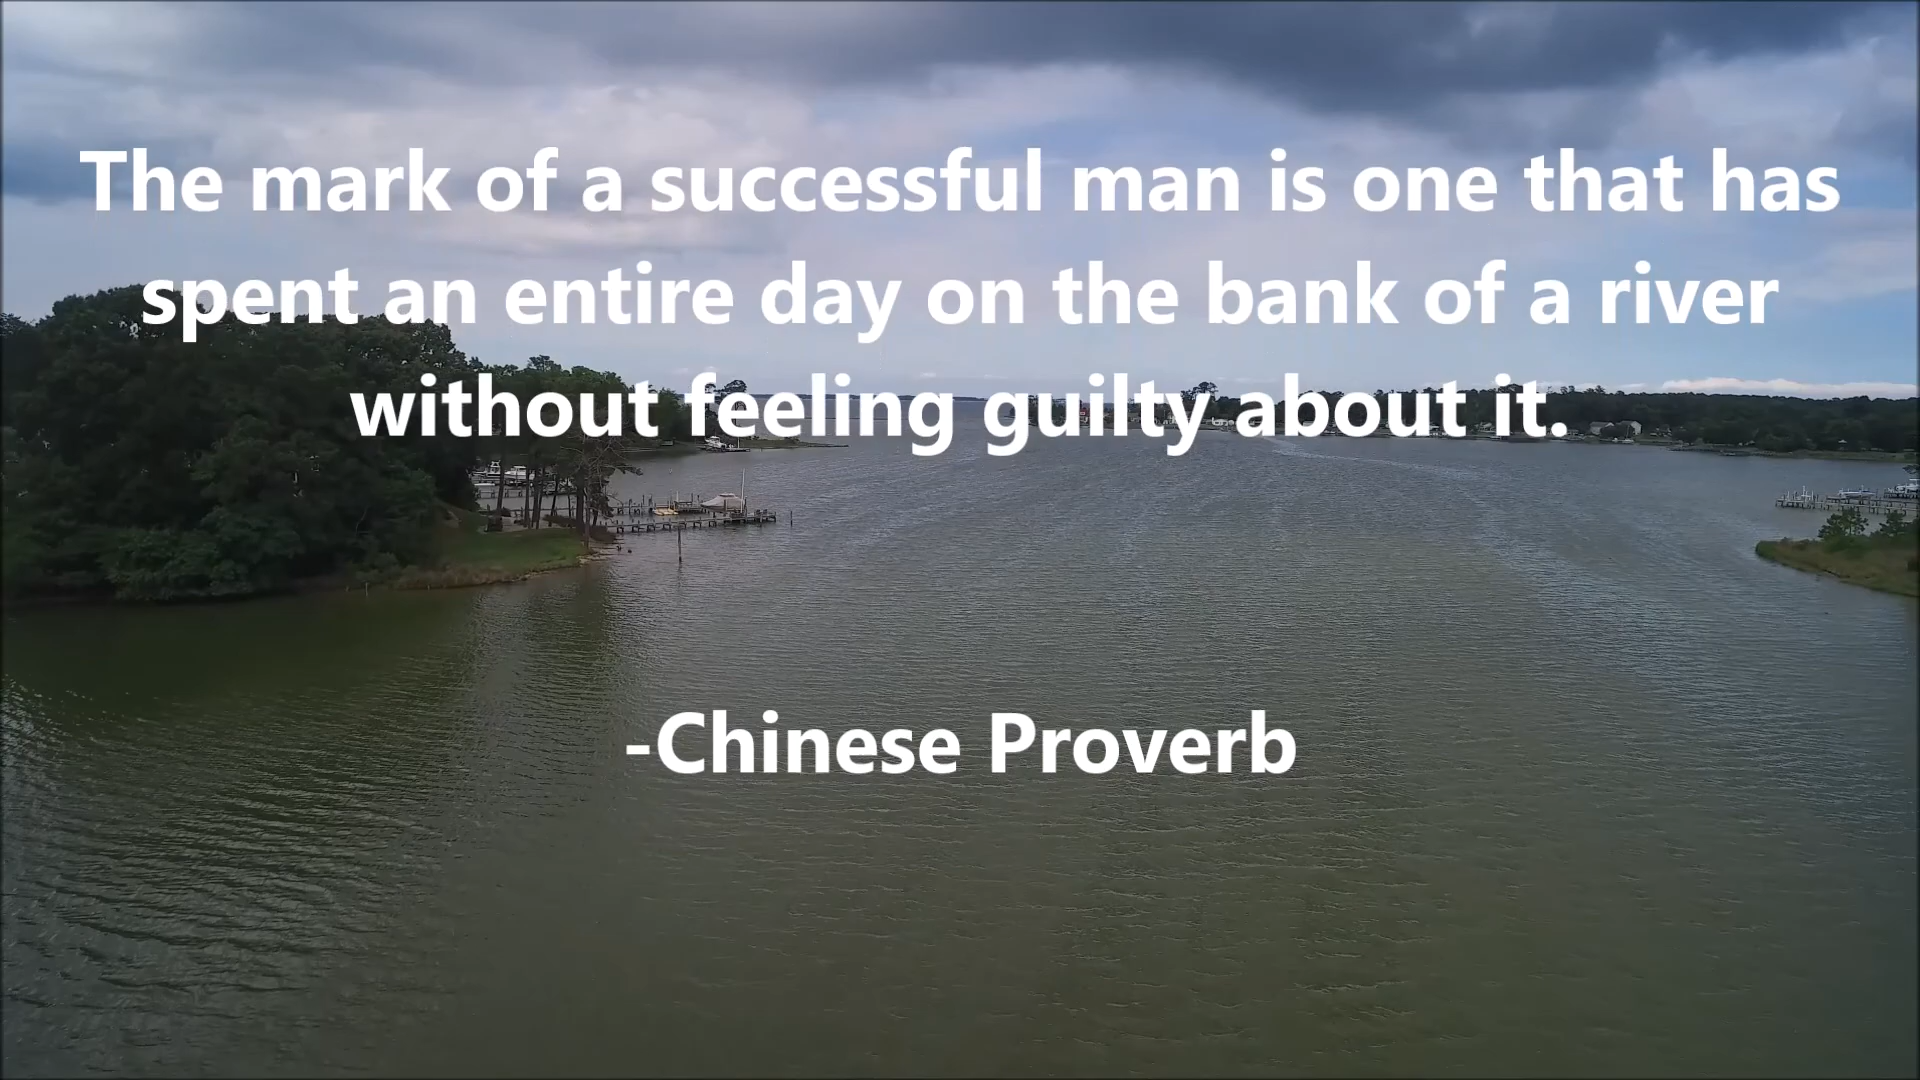 The mark of a successful man is one that has
spent an entire day on the bank of a river
without feeling guilty about it.
-Chinese Proverb